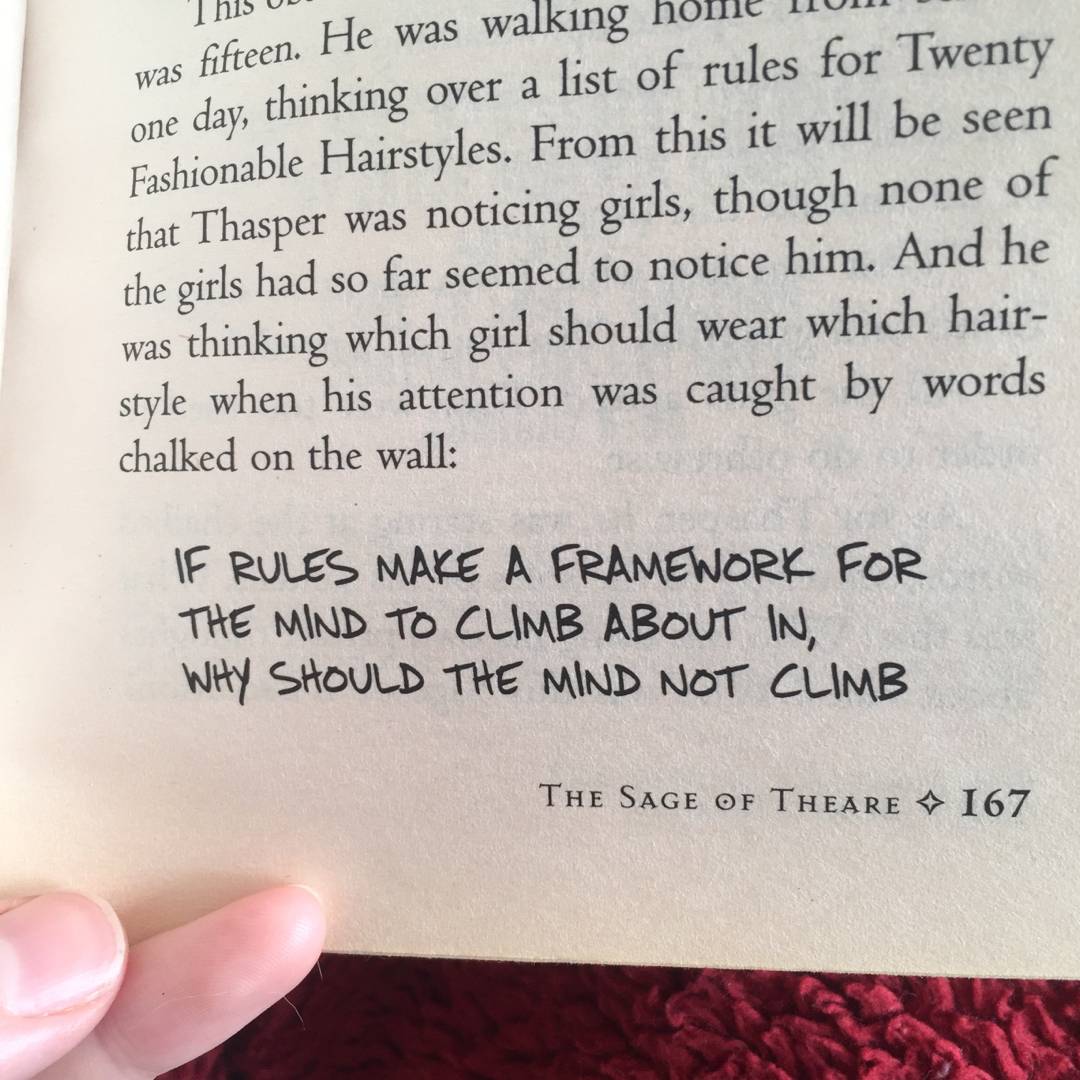 This
was fifteen. He was walking home from
one day, thinking over a list of rules for Twenty
Fashionable Hairstyles. From this it will be seen
that Thasper was noticing girls, though none of
the girls had so far seemed to notice him. And he
was thinking which girl should wear which hair-
style when his attention was caught by words
chalked on the wall:
IF RULES MAKE A FRAMEWORK FOR
THE MIND TO CLIMB ABOUT IN,
WHY SHOULD THE MIND NOT CLIMB
THE SAGE OF THEARE ✧ 167